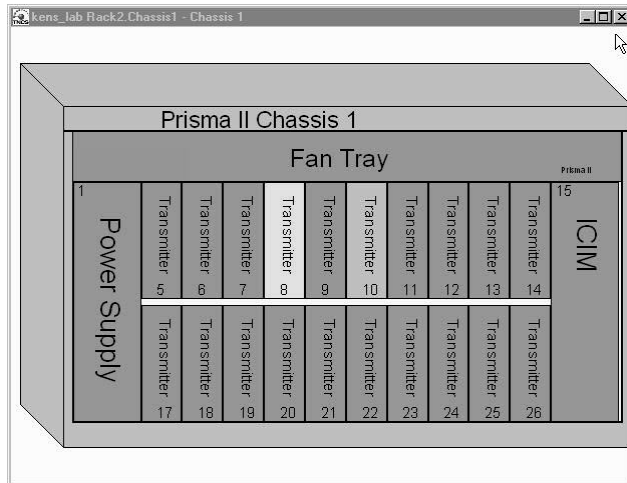 kens_lab Rack2.Chassis1 - Chassis 1
Prisma II Chassis 1
Fan Tray
Prisma II
1
Power Supply
Transmitter 5
Transmitter 6
Transmitter 7
Transmitter 8
Transmitter 9
Transmitter 10
Transmitter 11
Transmitter 12
Transmitter 13
Transmitter 14
15
ICIM
Transmitter 17
Transmitter 18
Transmitter 19
Transmitter 20
Transmitter 21
Transmitter 22
Transmitter 23
Transmitter 24
Transmitter 25
Transmitter 26